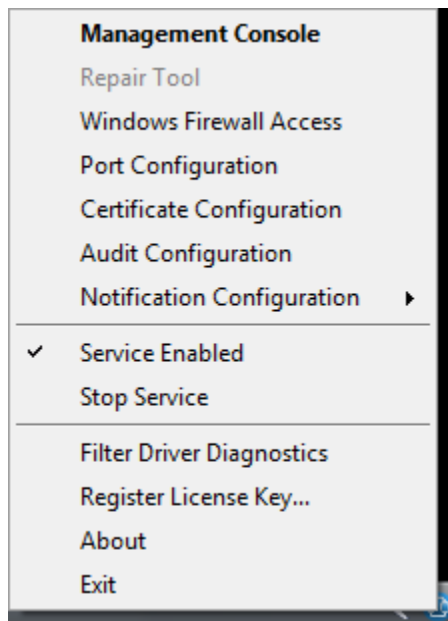 Management Console
Repair Tool
Windows Firewall Access
Port Configuration
Certificate Configuration
Audit Configuration
Notification Configuration
Service Enabled
Stop Service
Filter Driver Diagnostics
Register License Key...
About
Exit